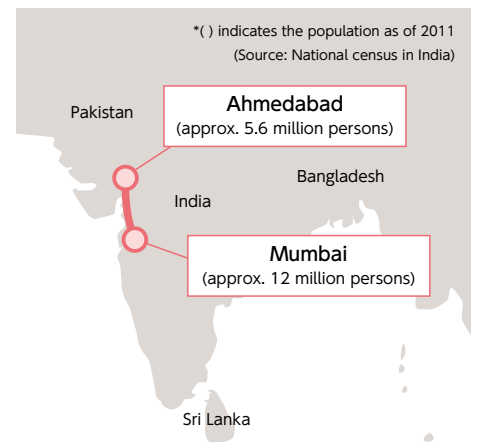 *( ) indicates the population as of 2011
(Source: National census in India)
Pakistan
Ahmedabad
(approx. 5.6 million persons)
Bangladesh
India
Mumbai
(approx. 12 million persons)
Sri Lanka